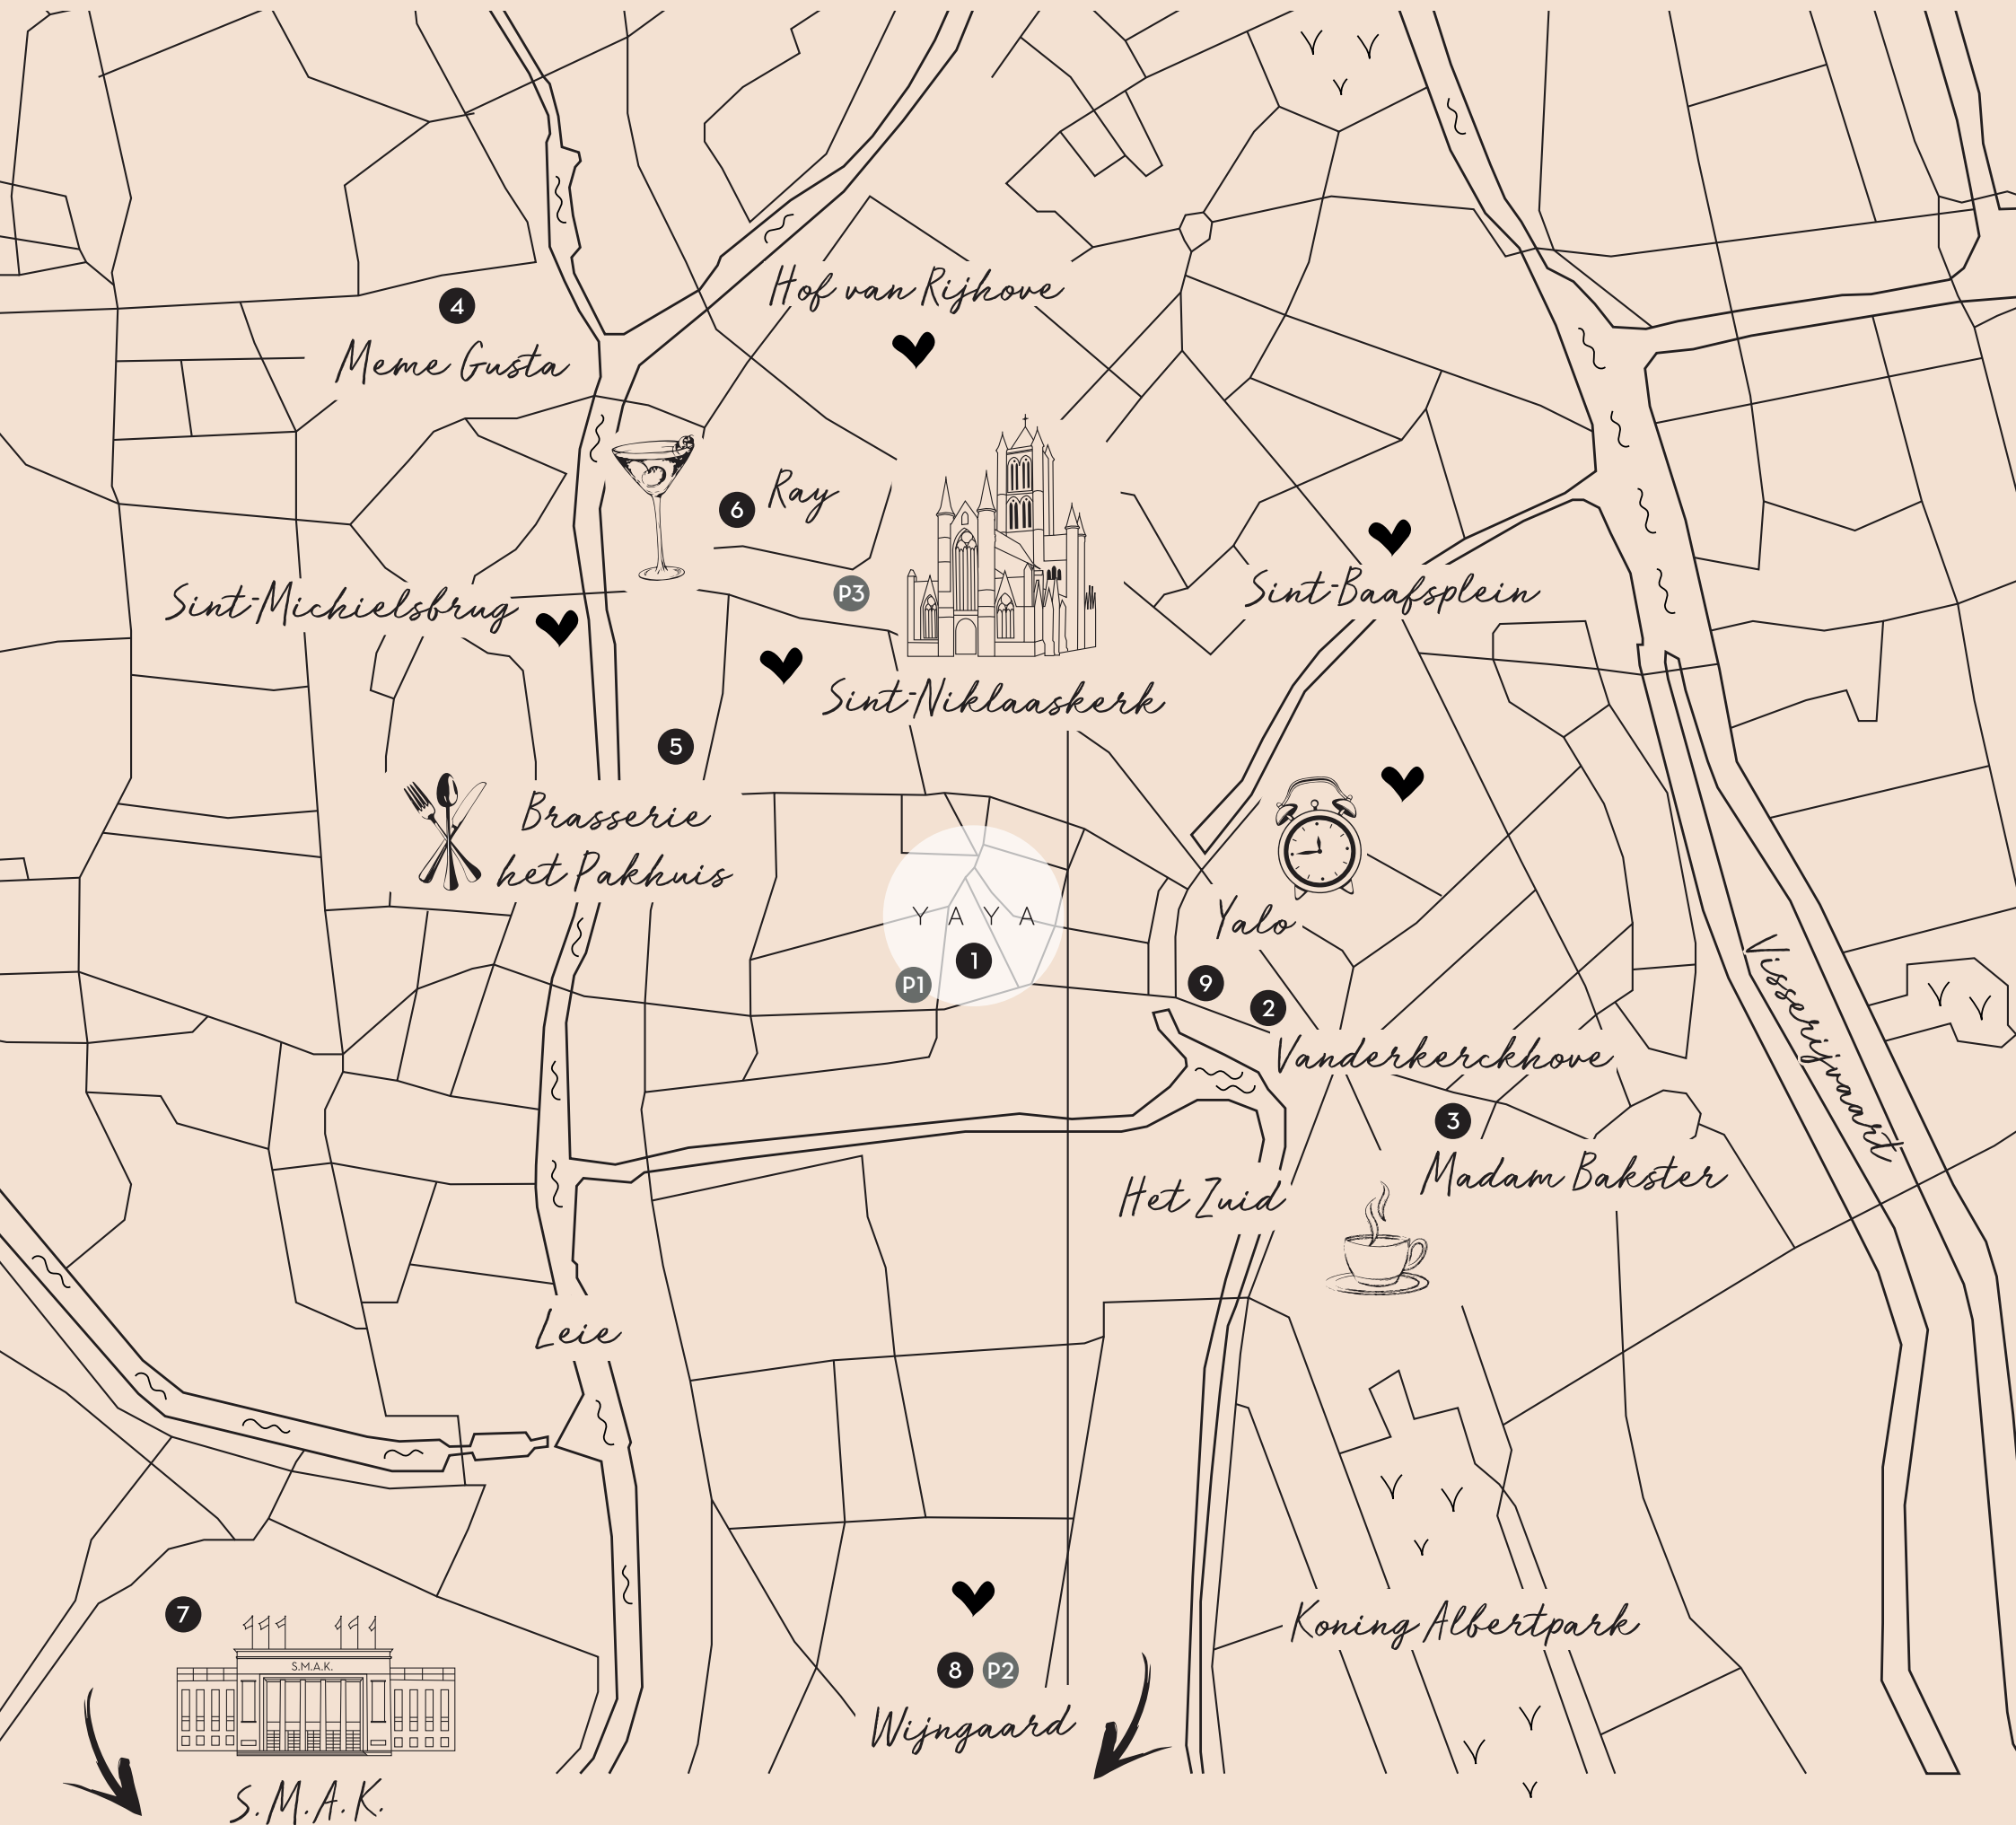 Hof van Rijhove
4
Meme Gusta
6
Ray
P3
Sint-Michielsbrug
Sint-Baafsplein
Sint-Niklaaskerk
5
Brasserie
het Pakhuis
YAYA
1
P1
Yalo
9
2
Vanderkerckhove
Visserijvaart
3
Madam Bakster
Het Zuid
Leie
7
S.M.A.K.
S.M.A.K.
8
P2
Wijngaard
Koning Albertpark